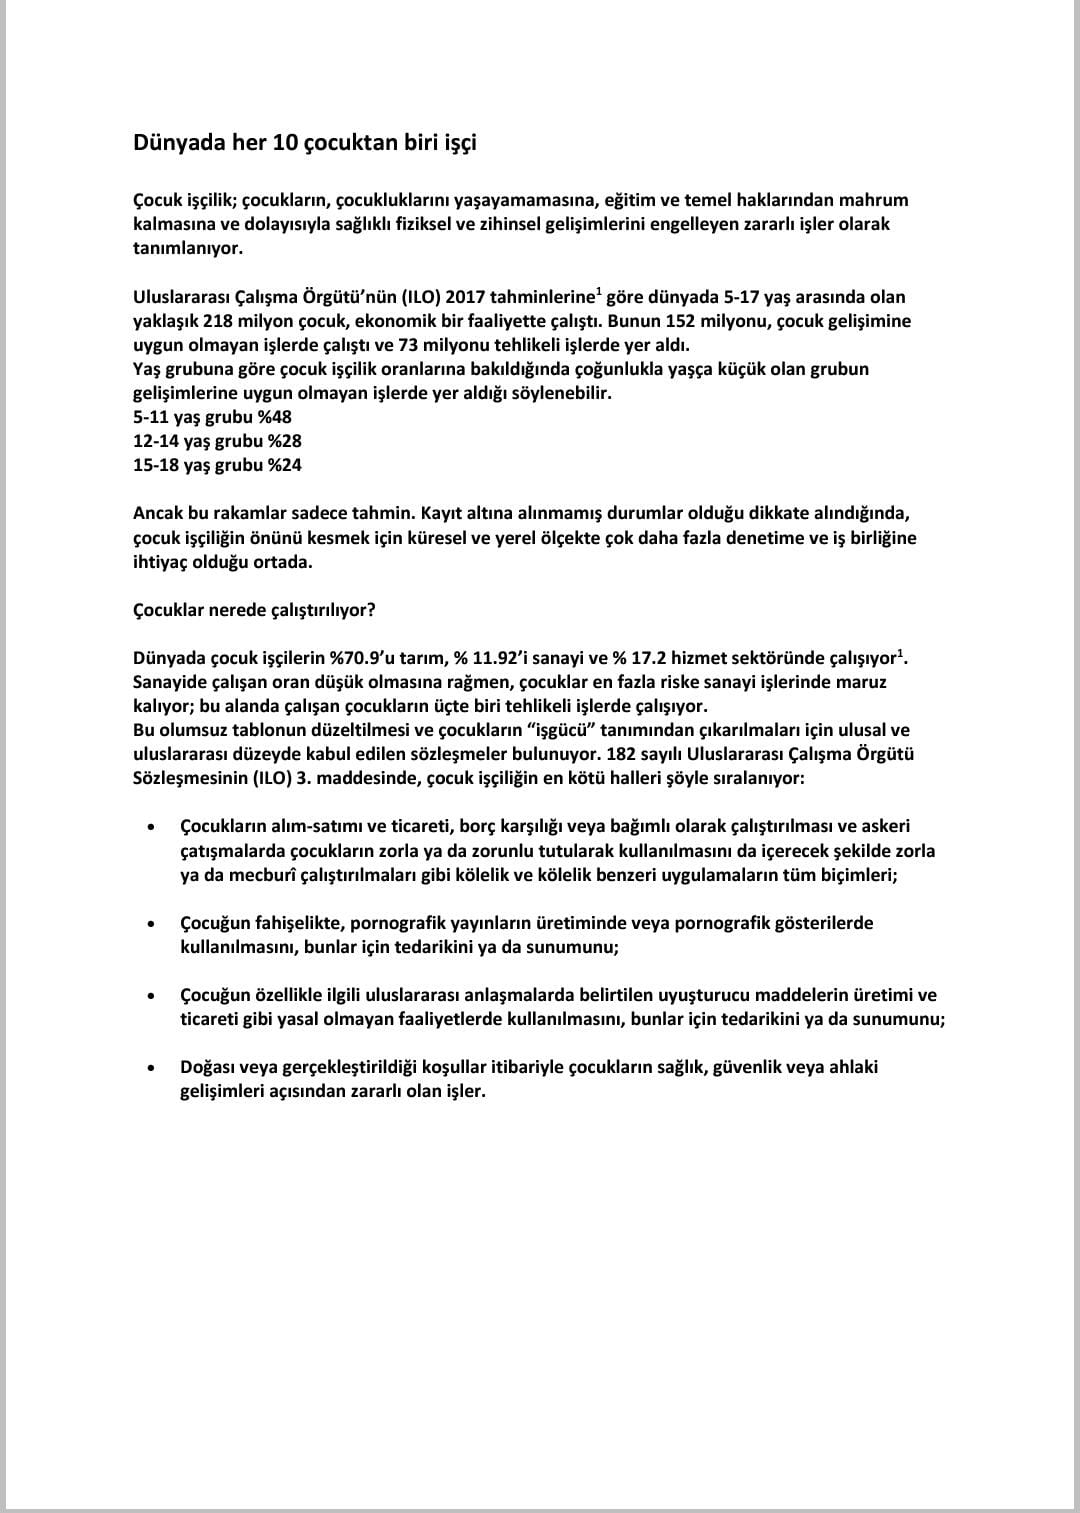 Dünyada her 10 çocuktan biri işçi
Çocuk işçilik; çocukların, çocukluklarını yaşayamamasına, eğitim ve temel haklarından mahrum
kalmasına ve dolayısıyla sağlıklı fiziksel ve zihinsel gelişimlerini engelleyen zararlı işler olarak
tanımlanıyor.
Uluslararası Çalışma Örgütü’nün (ILO) 2017 tahminlerine¹ göre dünyada 5-17 yaş arasında olan
yaklaşık 218 milyon çocuk, ekonomik bir faaliyette çalıştı. Bunun 152 milyonu, çocuk gelişimine
uygun olmayan işlerde çalıştı ve 73 milyonu tehlikeli işlerde yer aldı.
Yaş grubuna göre çocuk işçilik oranlarına bakıldığında çoğunlukla yaşça küçük olan grubun
gelişimlerine uygun olmayan işlerde yer aldığı söylenebilir.
5-11 yaş grubu %48
12-14 yaş grubu %28
15-18 yaş grubu %24
Ancak bu rakamlar sadece tahmin. Kayıt altına alınmamış durumlar olduğu dikkate alındığında,
çocuk işçiliğin önünü kesmek için küresel ve yerel ölçekte çok daha fazla denetime ve iş birliğine
ihtiyaç olduğu ortada.
Çocuklar nerede çalıştırılıyor?
Dünyada çocuk işçilerin %70.9’u tarım, % 11.92’i sanayi ve % 17.2 hizmet sektöründe çalışıyor¹.
Sanayide çalışan oran düşük olmasına rağmen, çocuklar en fazla riske sanayi işlerinde maruz
kalıyor; bu alanda çalışan çocukların üçte biri tehlikeli işlerde çalışıyor.
Bu olumsuz tablonun düzeltilmesi ve çocukların “işgücü” tanımından çıkarılmaları için ulusal ve
uluslararası düzeyde kabul edilen sözleşmeler bulunuyor. 182 sayılı Uluslararası Çalışma Örgütü
Sözleşmesinin (ILO) 3. maddesinde, çocuk işçiliğin en kötü halleri şöyle sıralanıyor:
• Çocukların alım-satımı ve ticareti, borç karşılığı veya bağımlı olarak çalıştırılması ve askeri
çatışmalarda çocukların zorla ya da zorunlu tutularak kullanılmasını da içerecek şekilde zorla
ya da mecburî çalıştırılmaları gibi kölelik ve kölelik benzeri uygulamaların tüm biçimleri;
• Çocuğun fahişelikte, pornografik yayınların üretiminde veya pornografik gösterilerde
kullanılmasını, bunlar için tedarikini ya da sunumunu;
• Çocuğun özellikle ilgili uluslararası anlaşmalarda belirtilen uyuşturucu maddelerin üretimi ve
ticareti gibi yasal olmayan faaliyetlerde kullanılmasını, bunlar için tedarikini ya da sunumunu;
• Doğası veya gerçekleştirildiği koşullar itibariyle çocukların sağlık, güvenlik veya ahlaki
gelişimleri açısından zararlı olan işler.